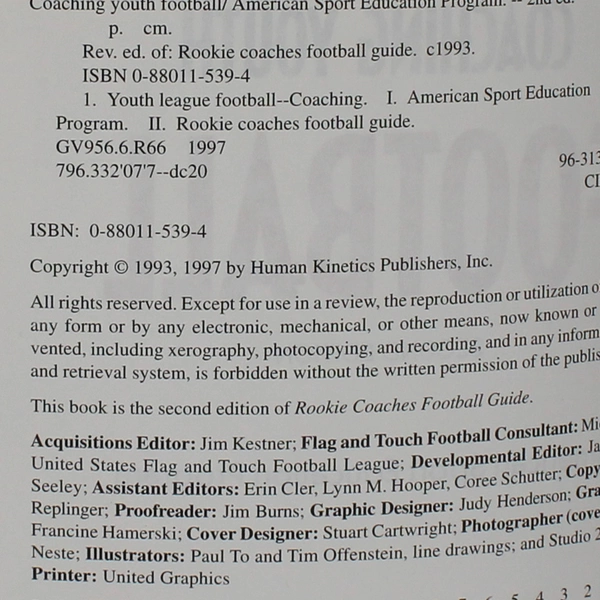 Coaching youth football/ American Sport Education Program. -- 2nd ed.
p. cm.
Rev. ed. of: Rookie coaches football guide. c1993.
ISBN 0-88011-539-4
1. Youth league football--Coaching. I. American Sport Education
Program. II. Rookie coaches football guide.
GV956.6.R66 1997
796.332'07'7--dc20
96-313
CI
ISBN: 0-88011-539-4
Copyright © 1993, 1997 by Human Kinetics Publishers, Inc.
All rights reserved. Except for use in a review, the reproduction or utilization o
any form or by any electronic, mechanical, or other means, now known or
vented, including xerography, photocopying, and recording, and in any inform
and retrieval system, is forbidden without the written permission of the publis
This book is the second edition of Rookie Coaches Football Guide.
Acquisitions Editor: Jim Kestner; Flag and Touch Football Consultant: Mi
United States Flag and Touch Football League; Developmental Editor: Ja
Seeley; Assistant Editors: Erin Cler, Lynn M. Hooper, Coree Schutter; Copy
Replinger; Proofreader: Jim Burns; Graphic Designer: Judy Henderson; Gra
Francine Hamerski; Cover Designer: Stuart Cartwright; Photographer (cove
Neste; Illustrators: Paul To and Tim Offenstein, line drawings; and Studio 2
Printer: United Graphics
5 4 3 2